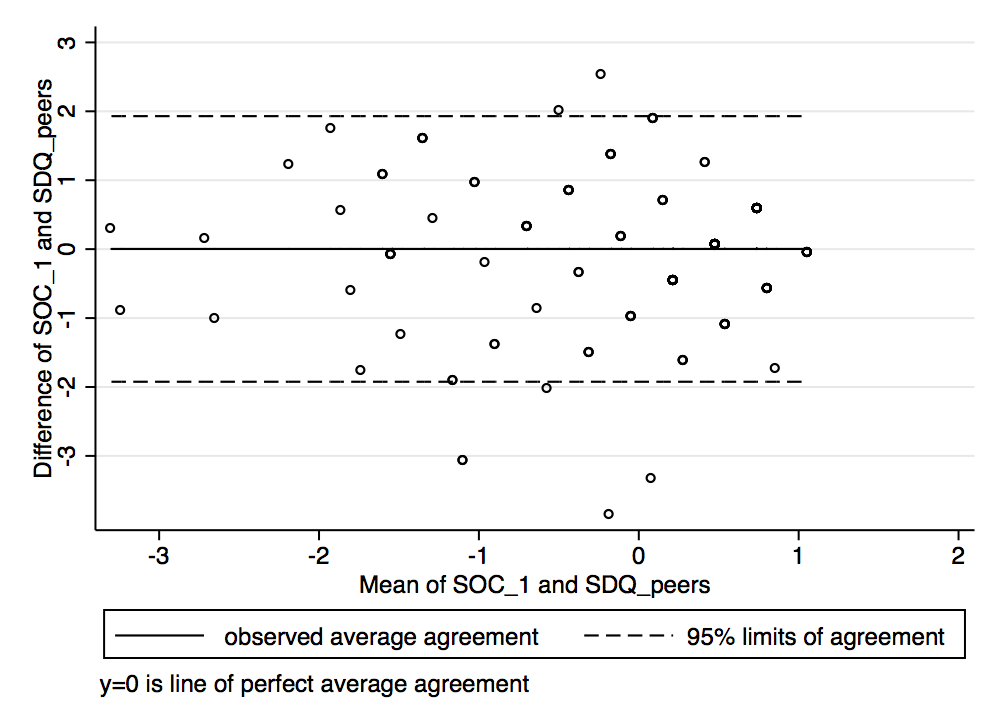 Difference of SOC_1 and SDQ_peers
3
2
1
0
-1
-2
-3
-3 -2 -1 0 1 2
Mean of SOC_1 and SDQ_peers
observed average agreement 95% limits of agreement
y=0 is line of perfect average agreement